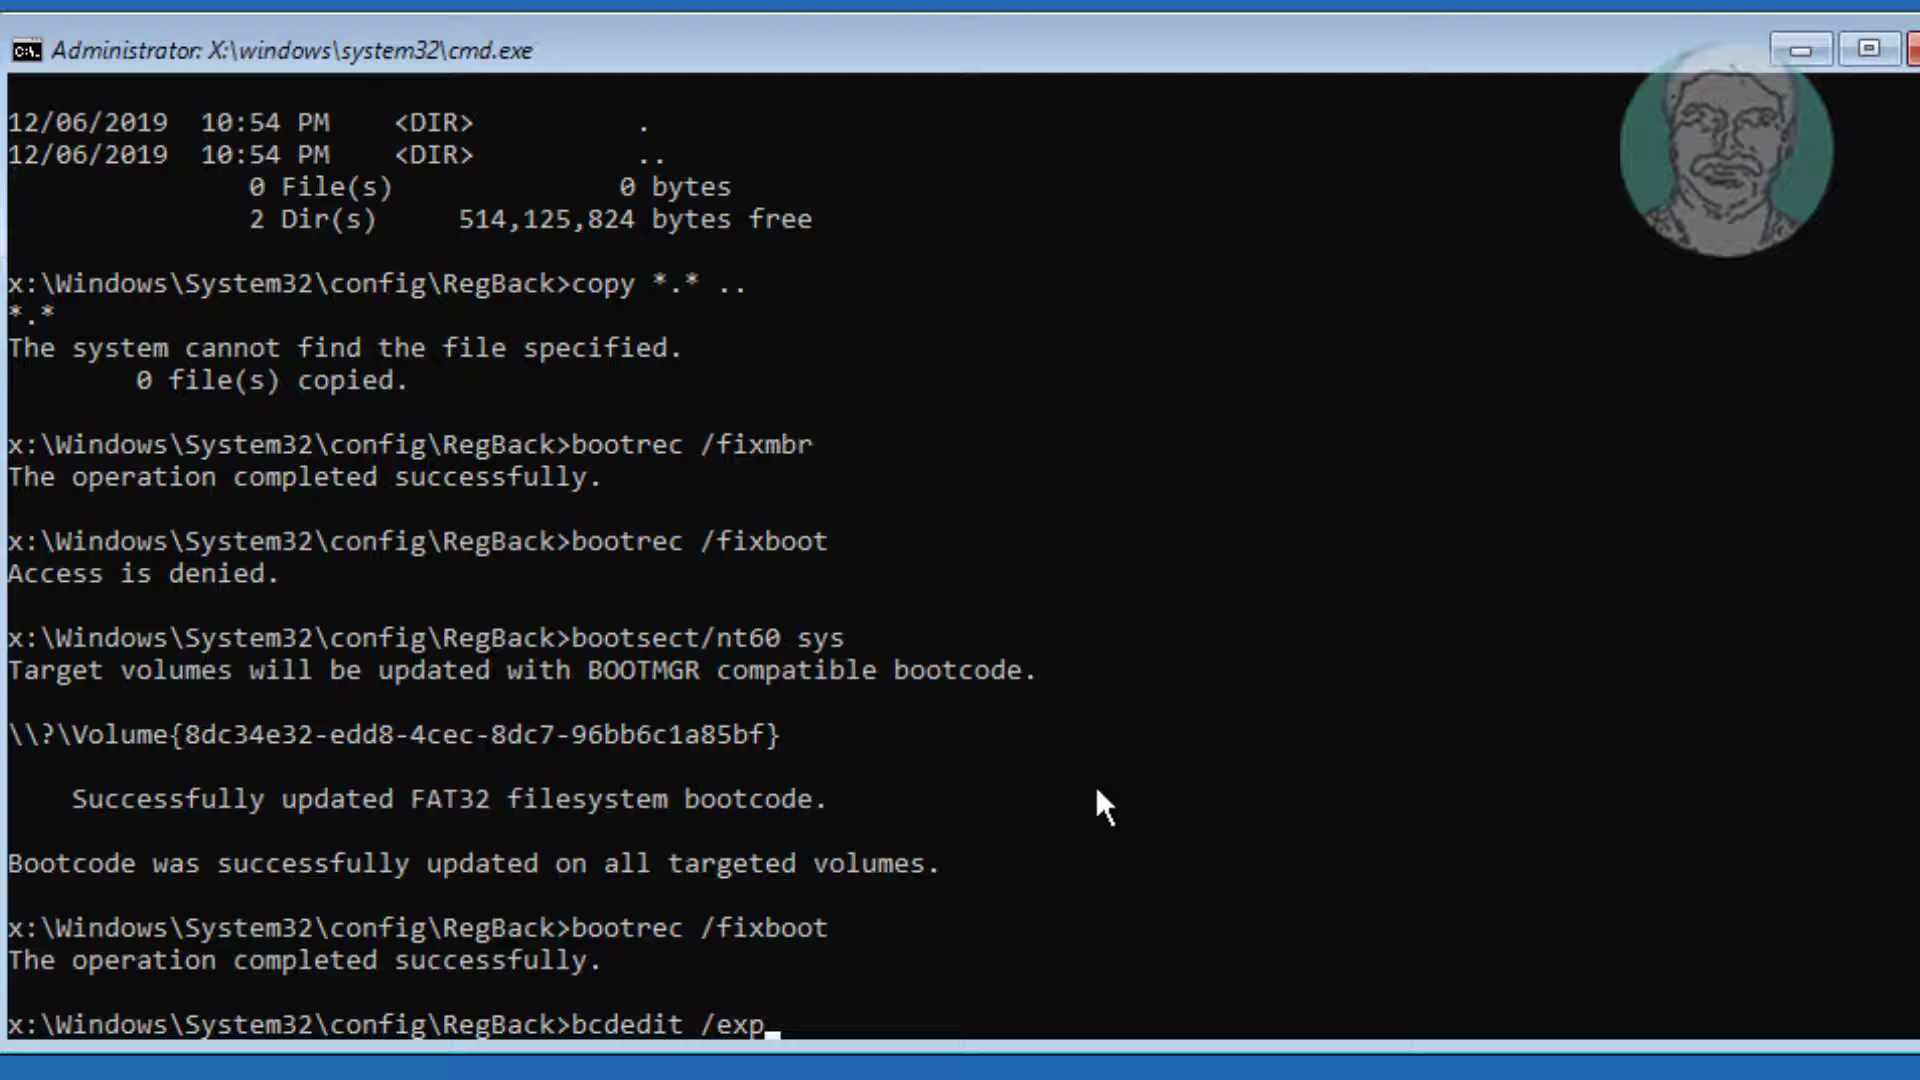 Administrator: X:\windows\system32\cmd.exe
12/06/2019  10:54 PM    <DIR>          .
12/06/2019  10:54 PM    <DIR>          ..
               0 File(s)              0 bytes
               2 Dir(s)     514,125,824 bytes free
x:\Windows\System32\config\RegBack>copy *.* ..
*.*
The system cannot find the file specified.
        0 file(s) copied.
x:\Windows\System32\config\RegBack>bootrec /fixmbr
The operation completed successfully.
x:\Windows\System32\config\RegBack>bootrec /fixboot
Access is denied.
x:\Windows\System32\config\RegBack>bootsect/nt60 sys
Target volumes will be updated with BOOTMGR compatible bootcode.
\\?\Volume{8dc34e32-edd8-4cec-8dc7-96bb6c1a85bf}
    Successfully updated FAT32 filesystem bootcode.
Bootcode was successfully updated on all targeted volumes.
x:\Windows\System32\config\RegBack>bootrec /fixboot
The operation completed successfully.
x:\Windows\System32\config\RegBack>bcdedit /exp